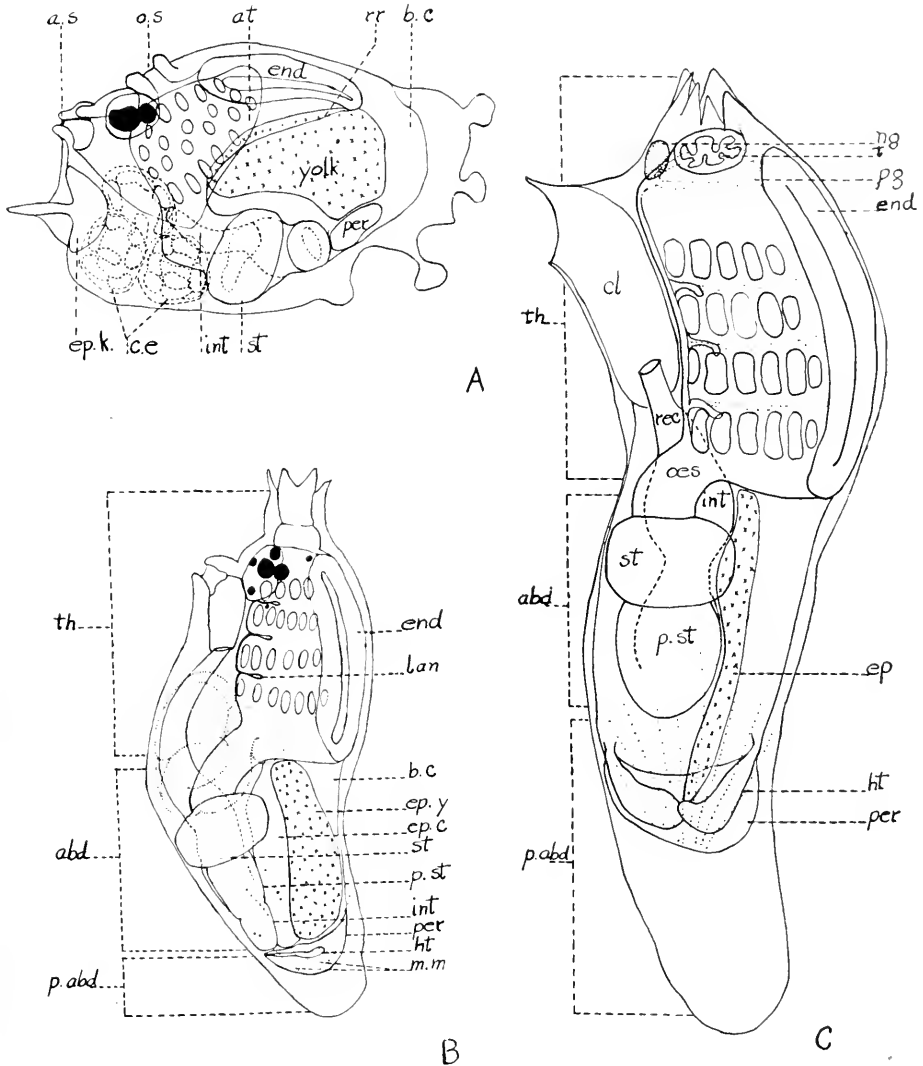 a.s o.s at rr b.c
end
yolk
per
ep.k. c.e int st
A
th
abd
p.abd
end
lan
b.c
ep.y
ep.c
st
p.st
int
per
ht
m.m
B
th
abd
p.abd
cl
rec
oes
int
st
p.st
ng
t
pg
end
ep
ht
per
C